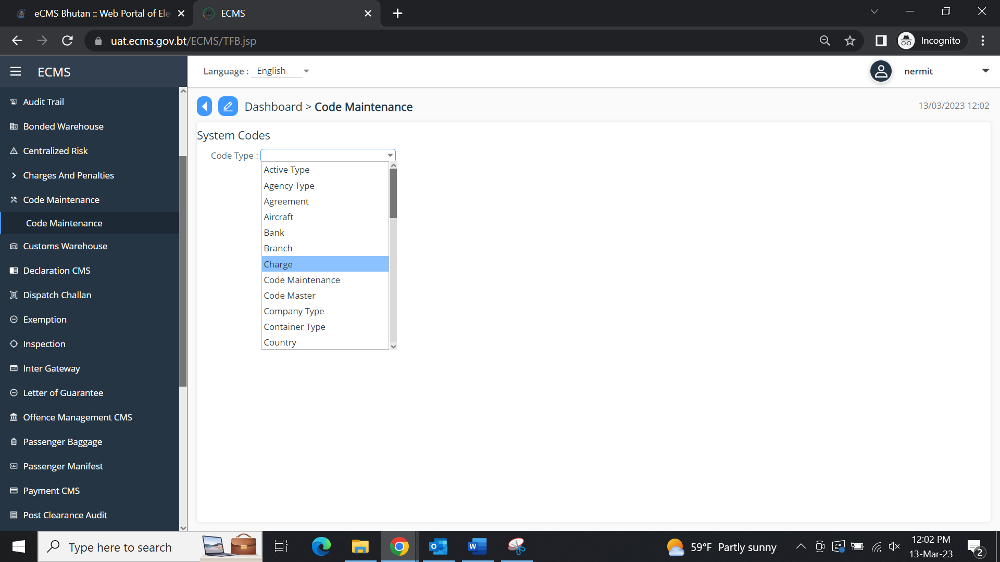 eCMS Bhutan :: Web Portal of Ele
ECMS
uat.ecms.gov.bt/ECMS/TFB.jsp
Incognito
ECMS
Language : English
nermit
Audit Trail
Bonded Warehouse
Centralized Risk
Charges And Penalties
Code Maintenance
Code Maintenance
Customs Warehouse
Declaration CMS
Dispatch Challan
Exemption
Inspection
Inter Gateway
Letter of Guarantee
Offence Management CMS
Passenger Baggage
Passenger Manifest
Payment CMS
Post Clearance Audit
Dashboard > Code Maintenance
13/03/2023 12:02
System Codes
Code Type :
Active Type
Agency Type
Agreement
Aircraft
Bank
Branch
Charge
Code Maintenance
Code Master
Company Type
Container Type
Country
Type here to search
59°F Partly sunny
12:02 PM
13-Mar-23
2